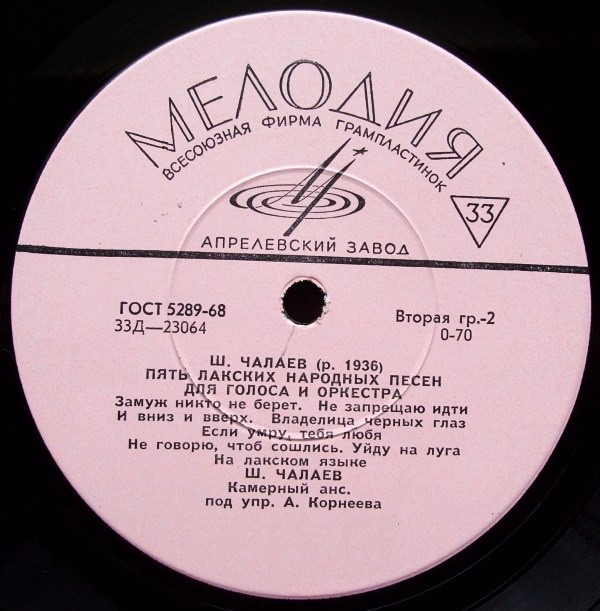 МЕЛОДИЯ
ВСЕСОЮЗНАЯ ФИРМА ГРАМПЛАСТИНОК
33
АПРЕЛЕВСКИЙ ЗАВОД
ГОСТ 5289-68
Вторая гр.-2
33Д—23064
0-70
Ш. ЧАЛАЕВ (р. 1936)
ПЯТЬ ЛАКСКИХ НАРОДНЫХ ПЕСЕН
ДЛЯ ГОЛОСА И ОРКЕСТРА
Замуж никто не берет. Не запрещаю идти
И вниз и вверх. Владелица черных глаз
Если умру, тебя любя
Не говорю, чтоб сошлись. Уйду на луга
На лакском языке
Ш. ЧАЛАЕВ
Камерный анс.
под упр. А. Корнеева